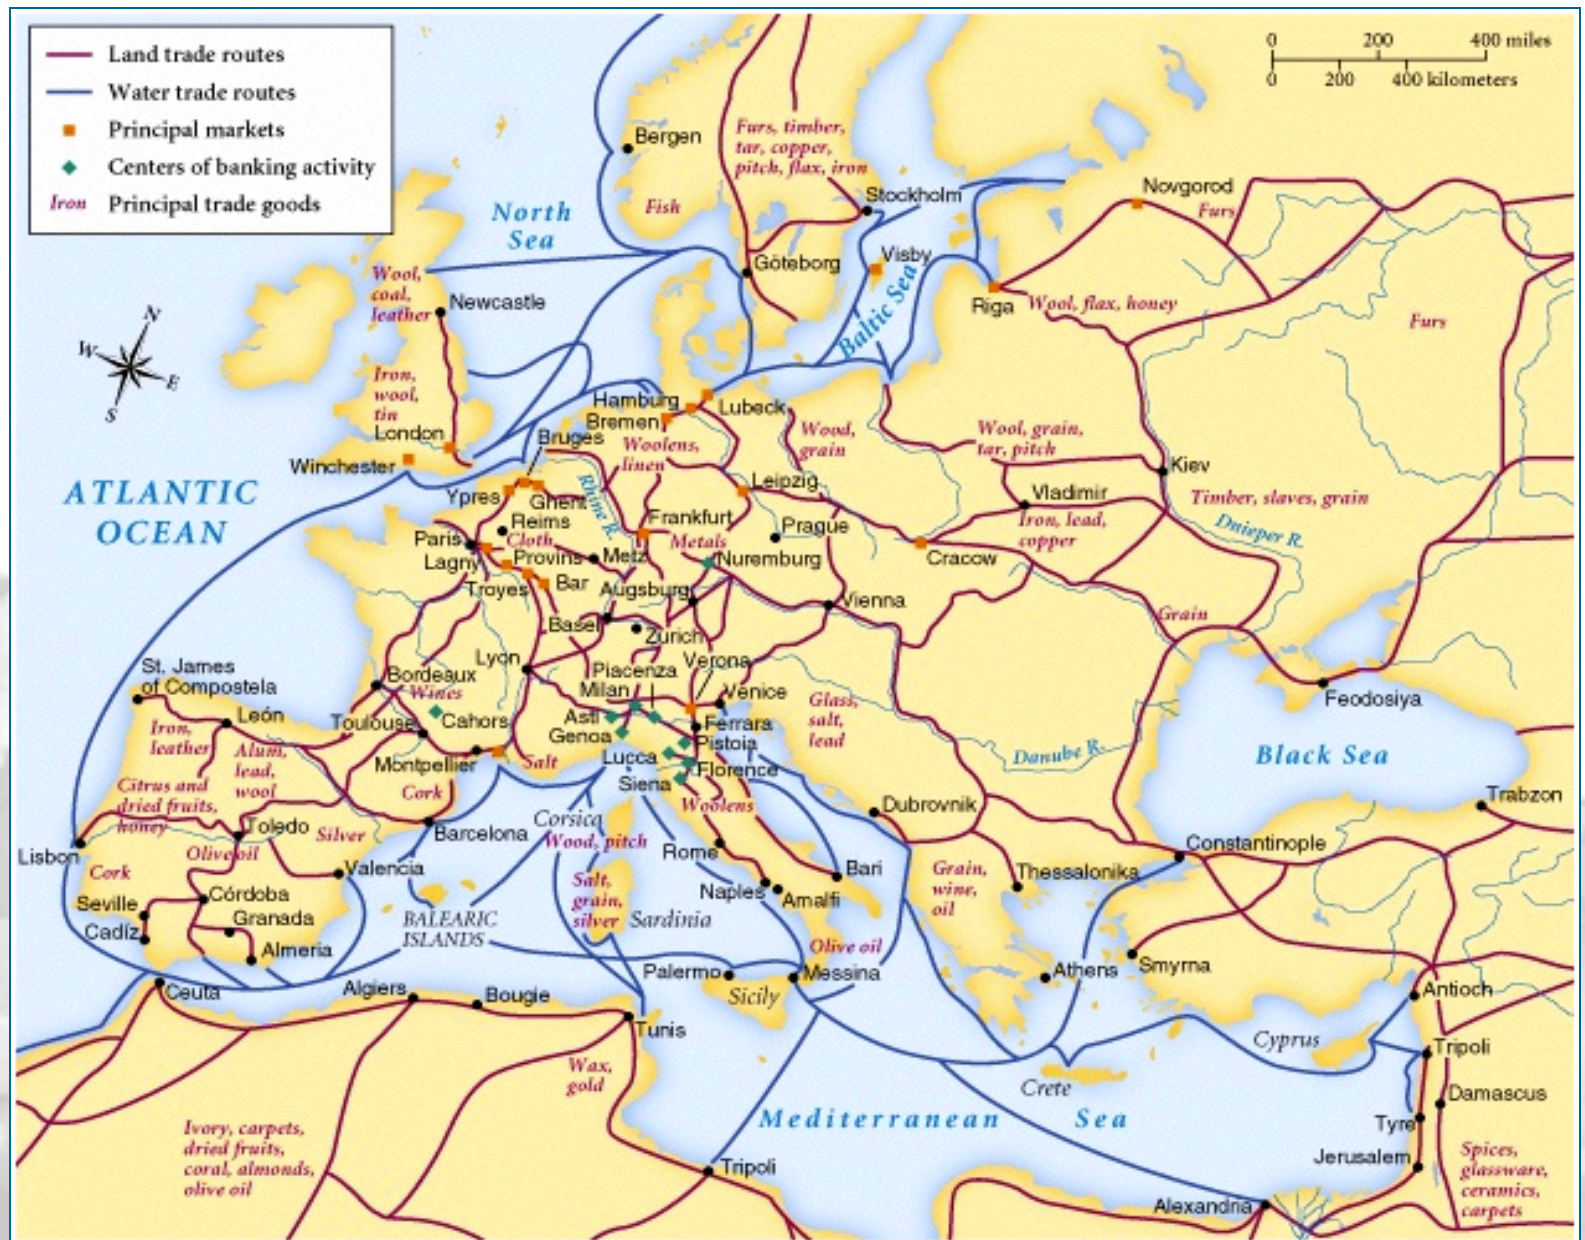 Land trade routes
Water trade routes
Principal markets
Centers of banking activity
Iron
Principal trade goods
0 200 400 miles
0 200 400 kilometers
N
W
E
S
Bergen
Furs, timber,
tar, copper,
pitch, flax, iron
Fish
Stockholm
Novgorod
Furs
North
Sea
Göteborg
Visby
Baltic Sea
Riga
Wool, flax, honey
Furs
Wool,
coal,
leather
Newcastle
Iron,
wool,
tin
London
Winchester
Hamburg
Lubeck
Bremen
Bruges
Woolens,
linen
Wood,
grain
Wool, grain,
tar, pitch
Kiev
ATLANTIC
OCEAN
Ypres
Ghent
Rhine R.
Leipzig
Vladimir
Timber, slaves, grain
Reims
Cloth
Frankfurt
Prague
Iron, lead,
copper
Dnieper R.
Paris
Lagny
Provins
Metz
Metals
Nuremburg
Cracow
Troyes
Bar
Augsburg
Vienna
Grain
Basel
Zurich
Lyon
St. James
of Compostela
Bordeaux
Wines
Piacenza
Verona
Milan
Venice
Feodosiya
León
Toulouse
Cahors
Asti
Genoa
Ferrara
Glass,
salt,
lead
Iron,
leather
Alum,
lead,
wool
Montpellier
Salt
Lucca
Pistoia
Florence
Siena
Danube R.
Black Sea
Citrus and
dried fruits,
honey
Cork
Woolens
Trabzon
Toledo
Silver
Barcelona
Corsica
Wood, pitch
Dubrovnik
Lisbon
Olive oil
Rome
Constantinople
Cork
Valencia
Salt,
grain,
silver
Bari
Grain,
wine,
oil
Thessalonika
Seville
Córdoba
Naples
Amalfi
Granada
BALEARIC
ISLANDS
Sardinia
Cadíz
Almeria
Olive oil
Palermo
Messina
Athens
Smyrna
Ceuta
Algiers
Bougie
Sicily
Antioch
Tunis
Cyprus
Tripoli
Wax,
gold
Crete
Damascus
Mediterranean Sea
Tyre
Ivory, carpets,
dried fruits,
coral, almonds,
olive oil
Tripoli
Jerusalem
Spices,
glassware,
ceramics,
carpets
Alexandria